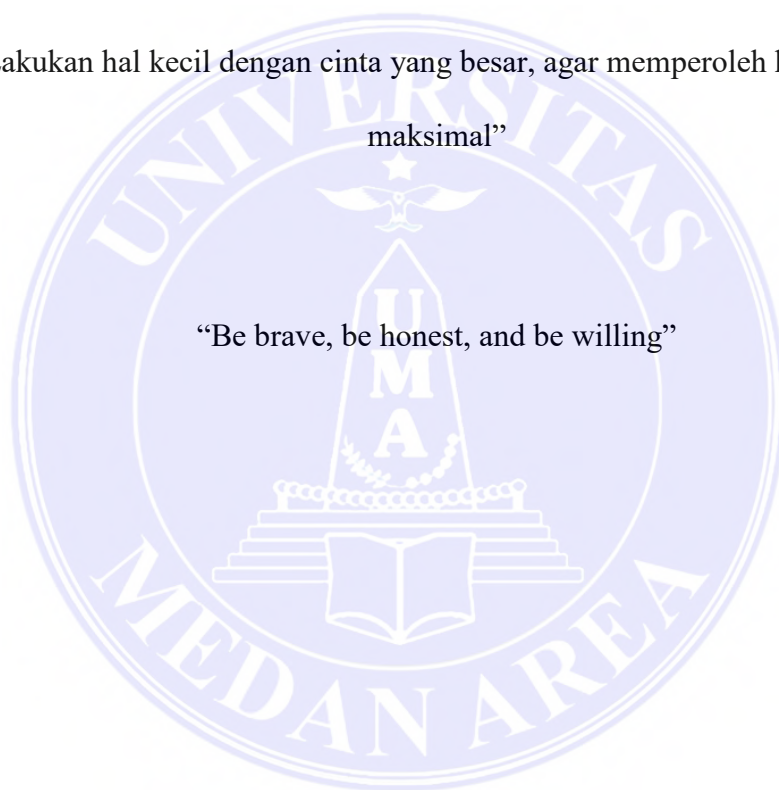 akukan hal kecil dengan cinta yang besar, agar memperoleh
maksimal”
“Be brave, be honest, and be willing”
UNIVERSITAS
UMA
MEDAN AREA